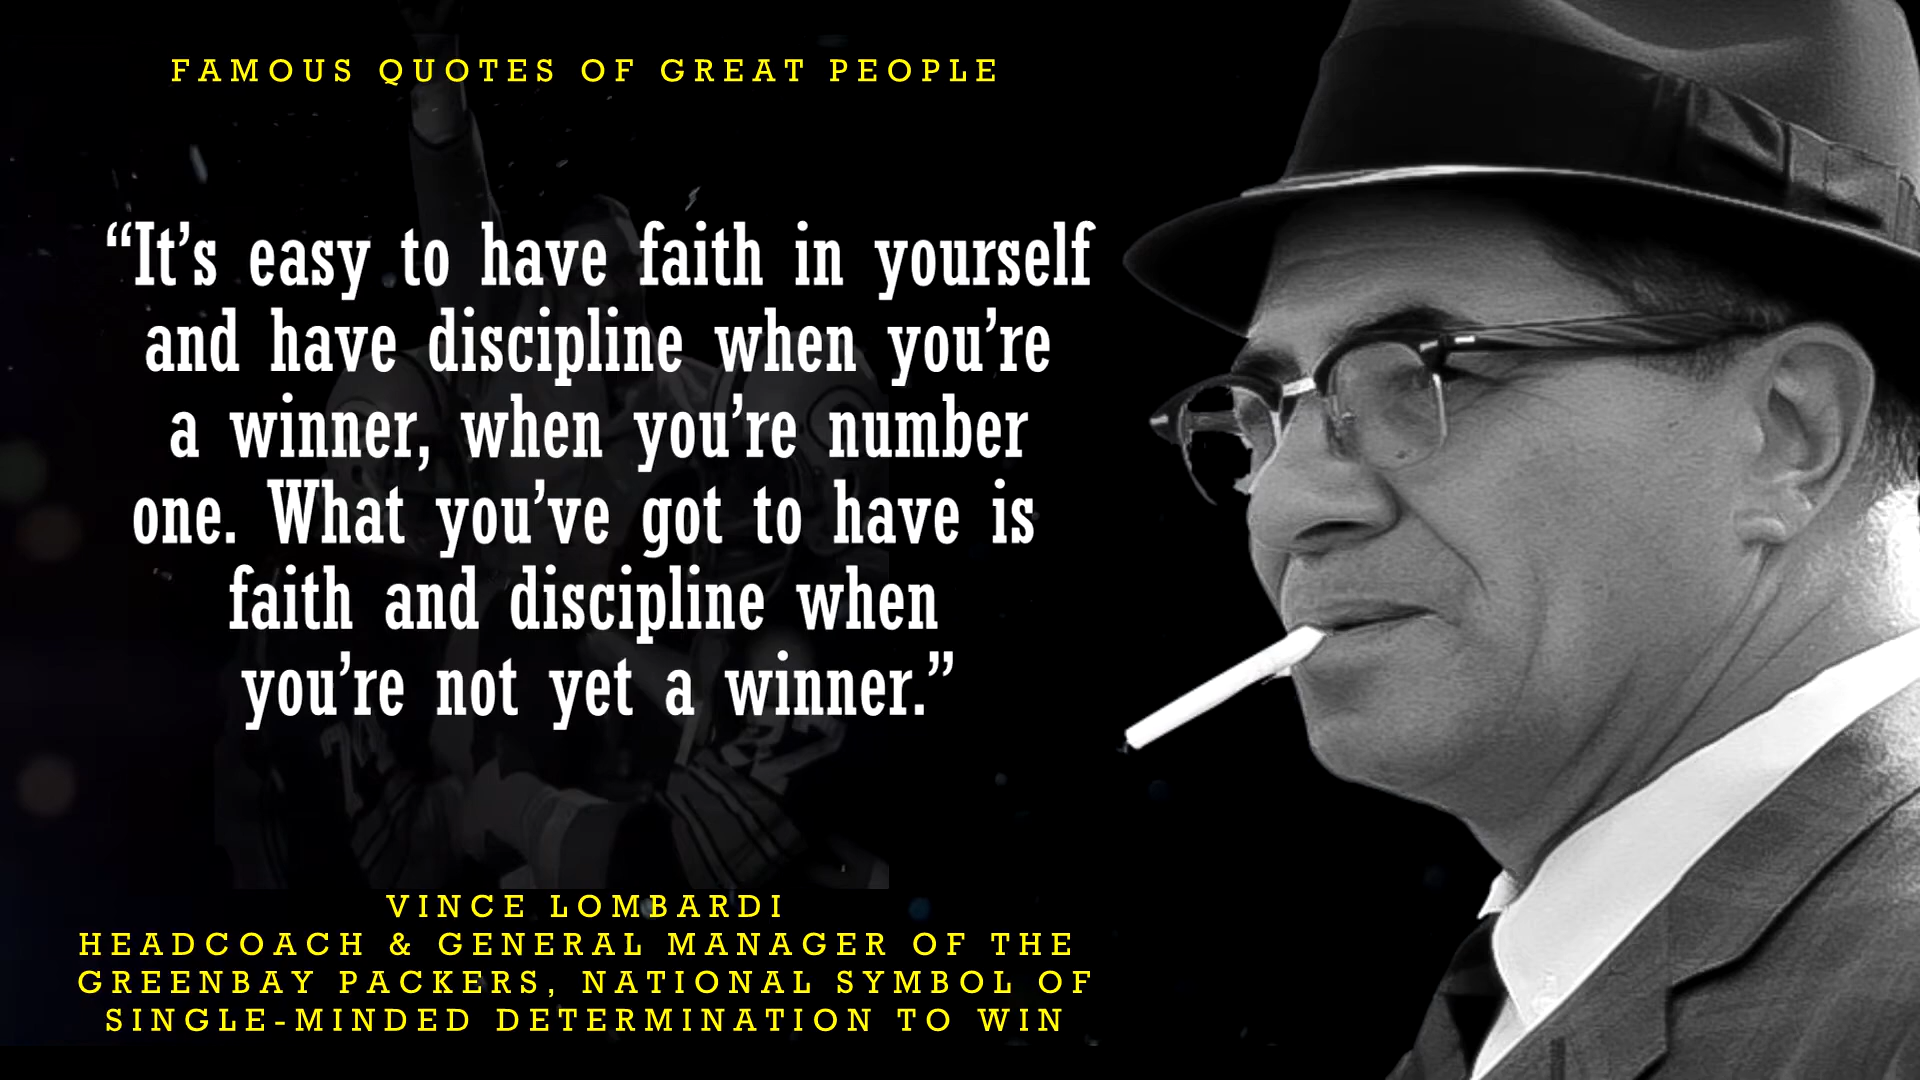 FAMOUS QUOTES OF GREAT PEOPLE
“It’s easy to have faith in yourself
and have discipline when you’re
a winner, when you’re number
one. What you’ve got to have is
faith and discipline when
you’re not yet a winner.”
VINCE LOMBARDI
HEADCOACH & GENERAL MANAGER OF THE
GREENBAY PACKERS, NATIONAL SYMBOL OF
SINGLE-MINDED DETERMINATION TO WIN